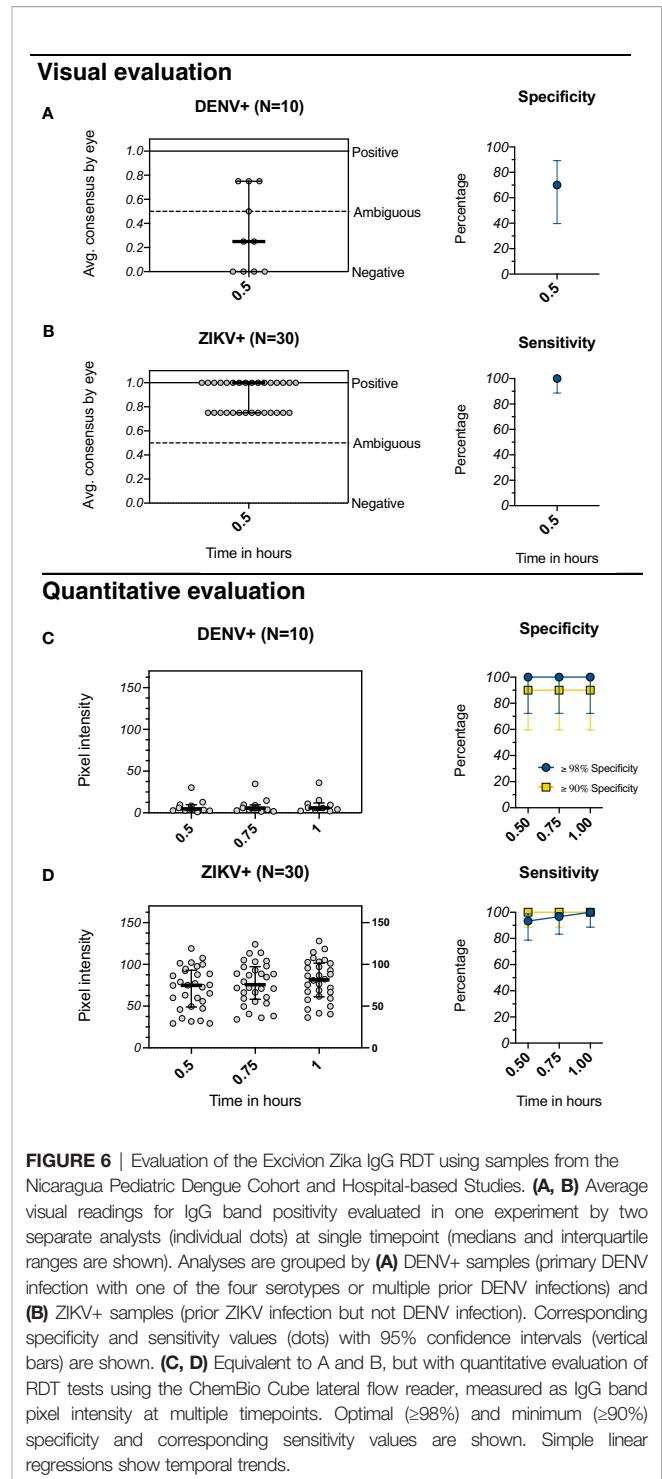 Visual evaluation
A
DENV+ (N=10)
Avg. consensus by eye
1.0
0.8
0.6
0.4
0.2
0.0
Positive
Ambiguous
Negative
0.5
Specificity
Percentage
100
80
60
40
20
0
0.5
B
ZIKV+ (N=30)
Avg. consensus by eye
1.0
0.8
0.6
0.4
0.2
0.0
Positive
Ambiguous
Negative
0.5
Time in hours
Sensitivity
Percentage
100
80
60
40
20
0
0.5
Time in hours
Quantitative evaluation
C
DENV+ (N=10)
Pixel intensity
150
100
50
0
0.5
0.75
1
Specificity
Percentage
100
80
60
40
20
0
≥ 98% Specificity
≥ 90% Specificity
0.50
0.75
1.00
D
ZIKV+ (N=30)
Pixel intensity
150
100
50
0
150
100
50
0
0.5
0.75
1
Time in hours
Sensitivity
Percentage
100
80
60
40
20
0
0.50
0.75
1.00
Time in hours
FIGURE 6 | Evaluation of the Excivion Zika IgG RDT using samples from the
Nicaragua Pediatric Dengue Cohort and Hospital-based Studies. (A, B) Average
visual readings for IgG band positivity evaluated in one experiment by two
separate analysts (individual dots) at single timepoint (medians and interquartile
ranges are shown). Analyses are grouped by (A) DENV+ samples (primary DENV
infection with one of the four serotypes or multiple prior DENV infections) and
(B) ZIKV+ samples (prior ZIKV infection but not DENV infection). Corresponding
specificity and sensitivity values (dots) with 95% confidence intervals (vertical
bars) are shown. (C, D) Equivalent to A and B, but with quantitative evaluation of
RDT tests using the ChemBio Cube lateral flow reader, measured as IgG band
pixel intensity at multiple timepoints. Optimal (≥98%) and minimum (≥90%)
specificity and corresponding sensitivity values are shown. Simple linear
regressions show temporal trends.